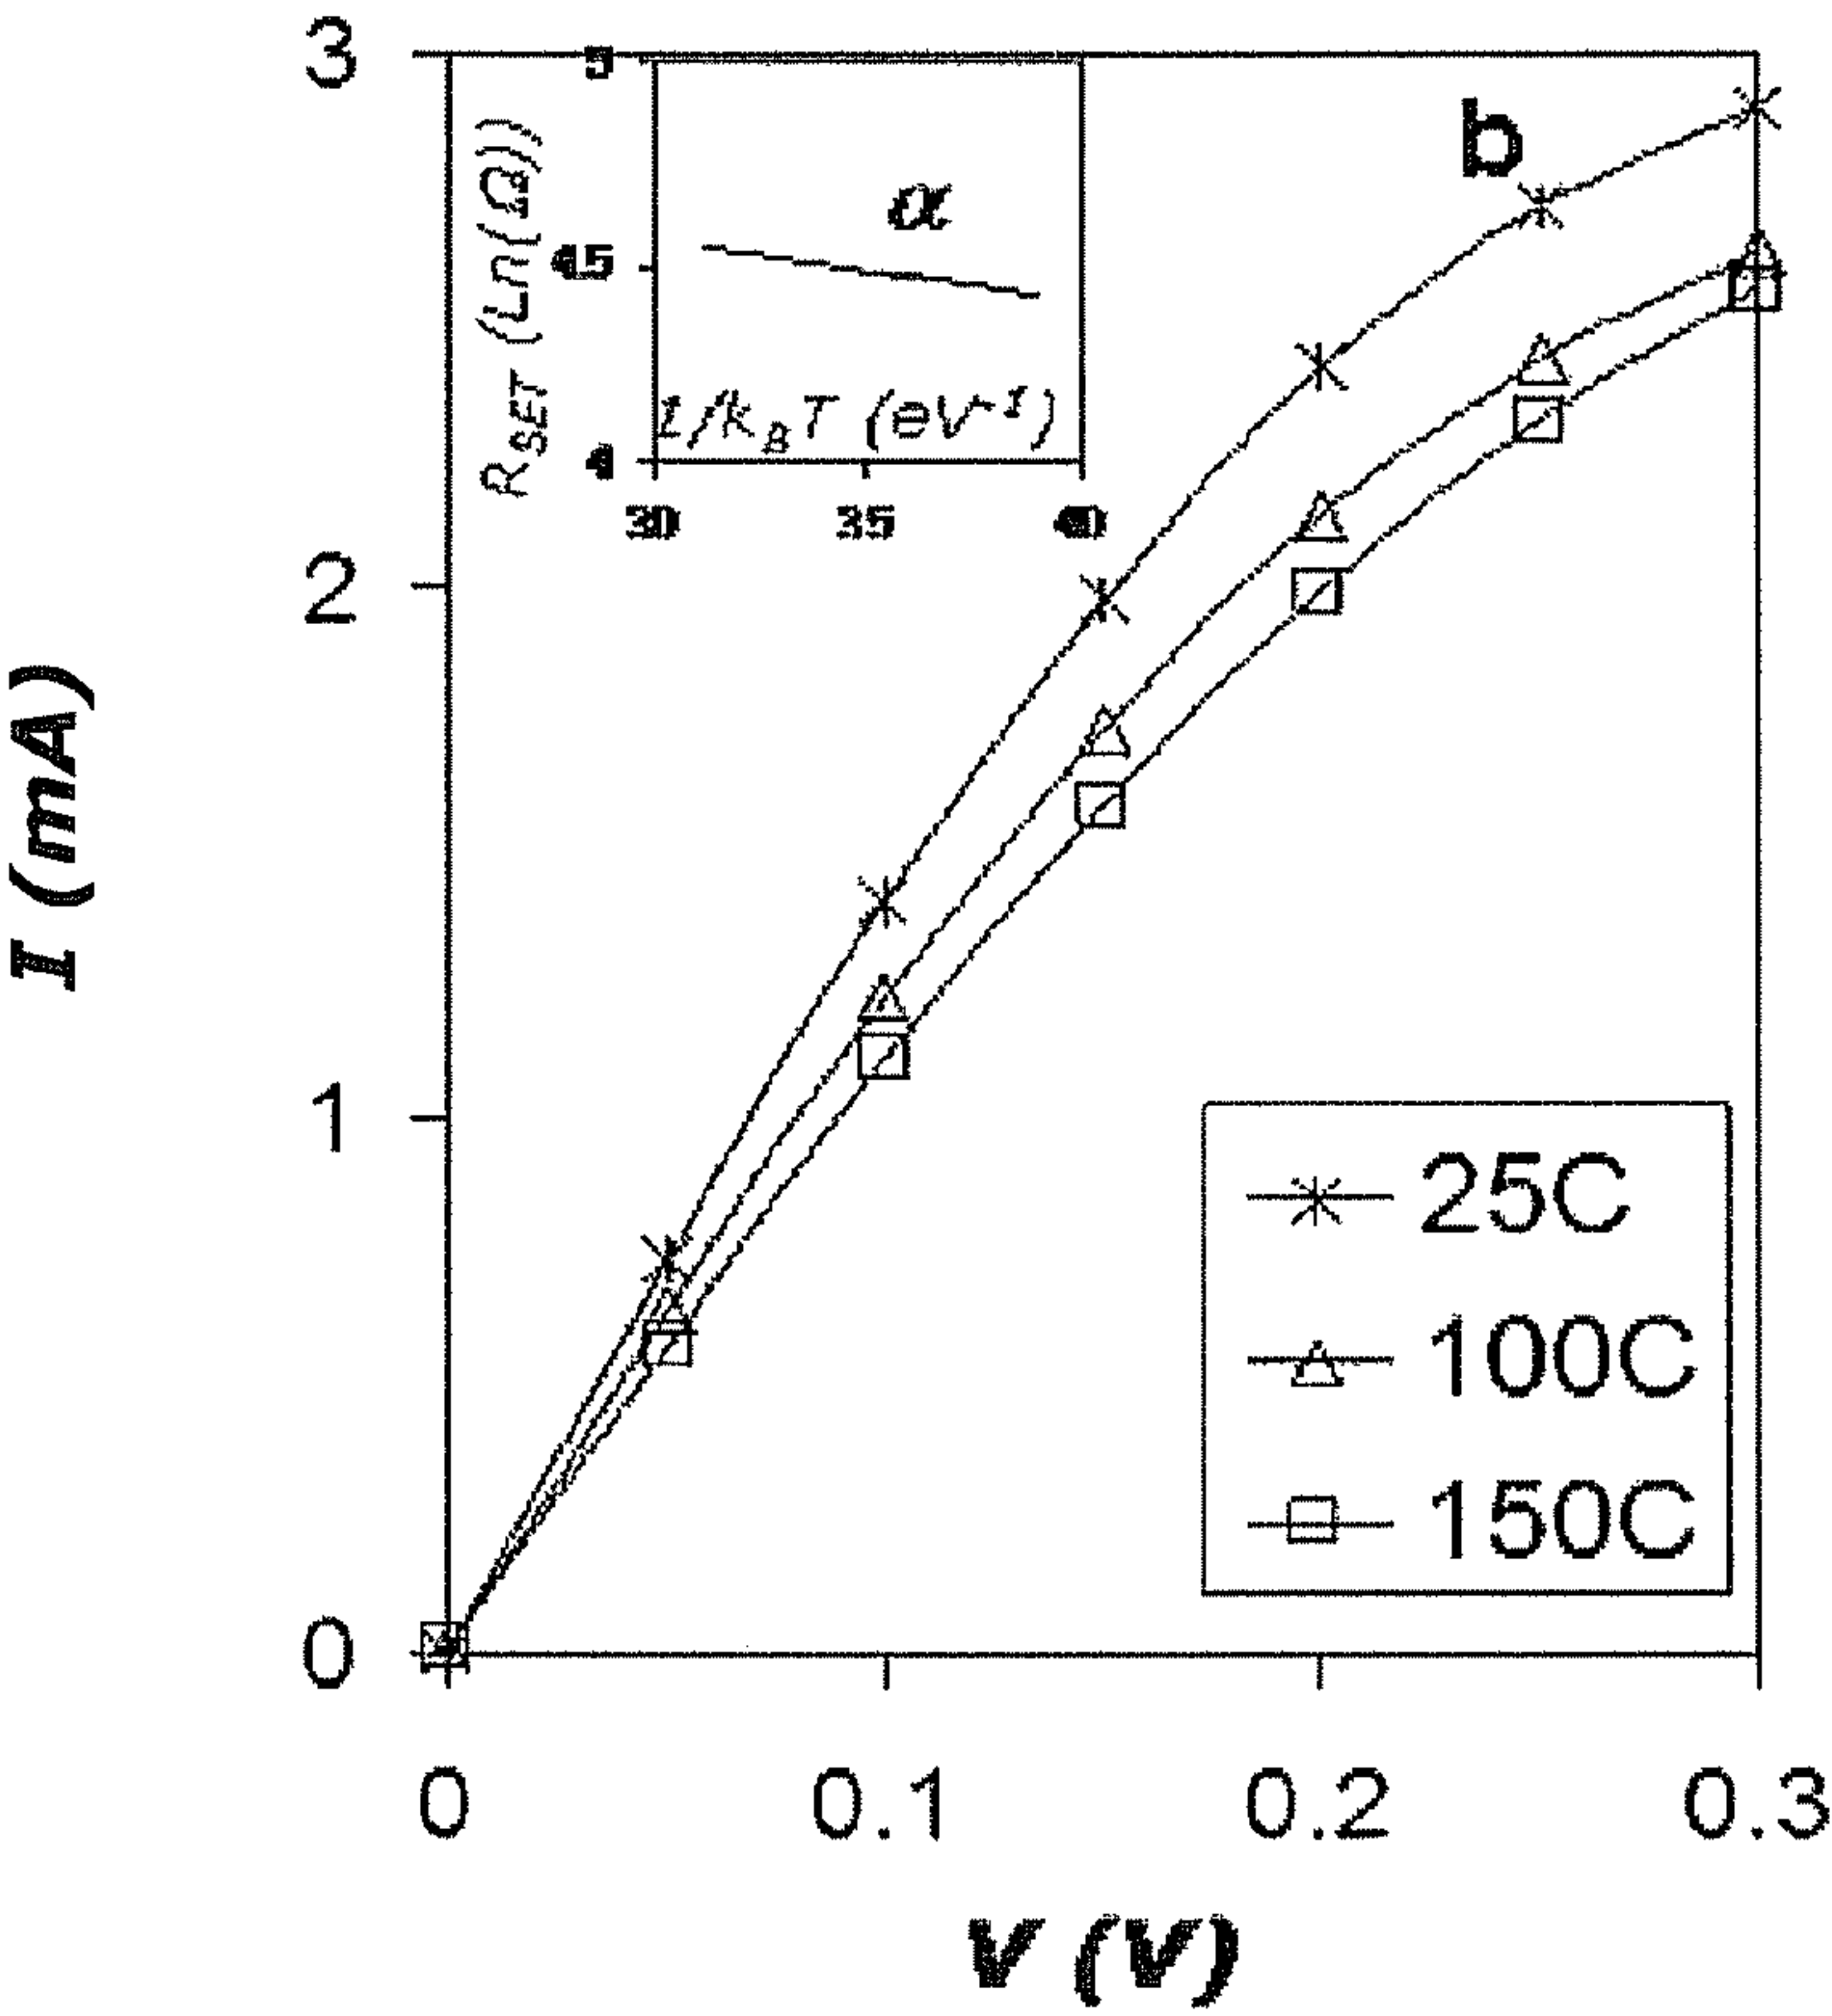 3
2
1
0
I (mA)
0
0.1
0.2
0.3
V (V)
b
5
4.5
4
R_SET (Ln(Ω))
α
1/k_B T (eV⁻¹)
30
35
40
25C
100C
150C